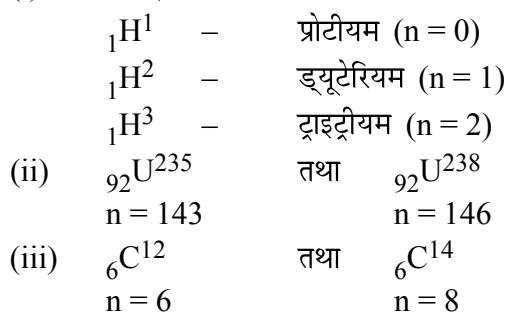 ₁H¹ – प्रोटीयम (n = 0)
₁H² – ड्यूटेरियम (n = 1)
₁H³ – ट्राइट्रीयम (n = 2)
(ii) ₉₂U²³⁵ तथा ₉₂U²³⁸
n = 143 n = 146
(iii) ₆C¹² तथा ₆C¹⁴
n = 6 n = 8